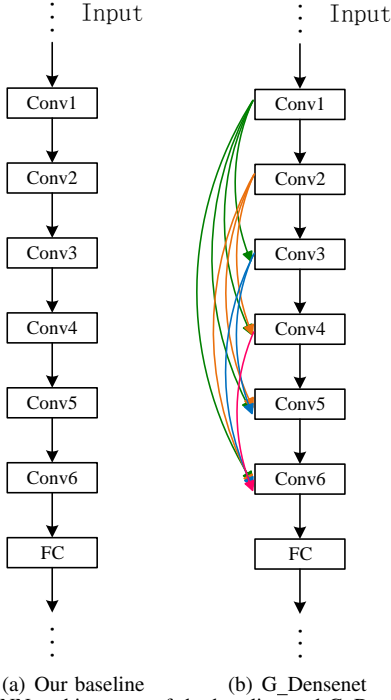 Input
Conv1
Conv2
Conv3
Conv4
Conv5
Conv6
FC
(a) Our baseline
Input
Conv1
Conv2
Conv3
Conv4
Conv5
Conv6
FC
(b) G_Densenet